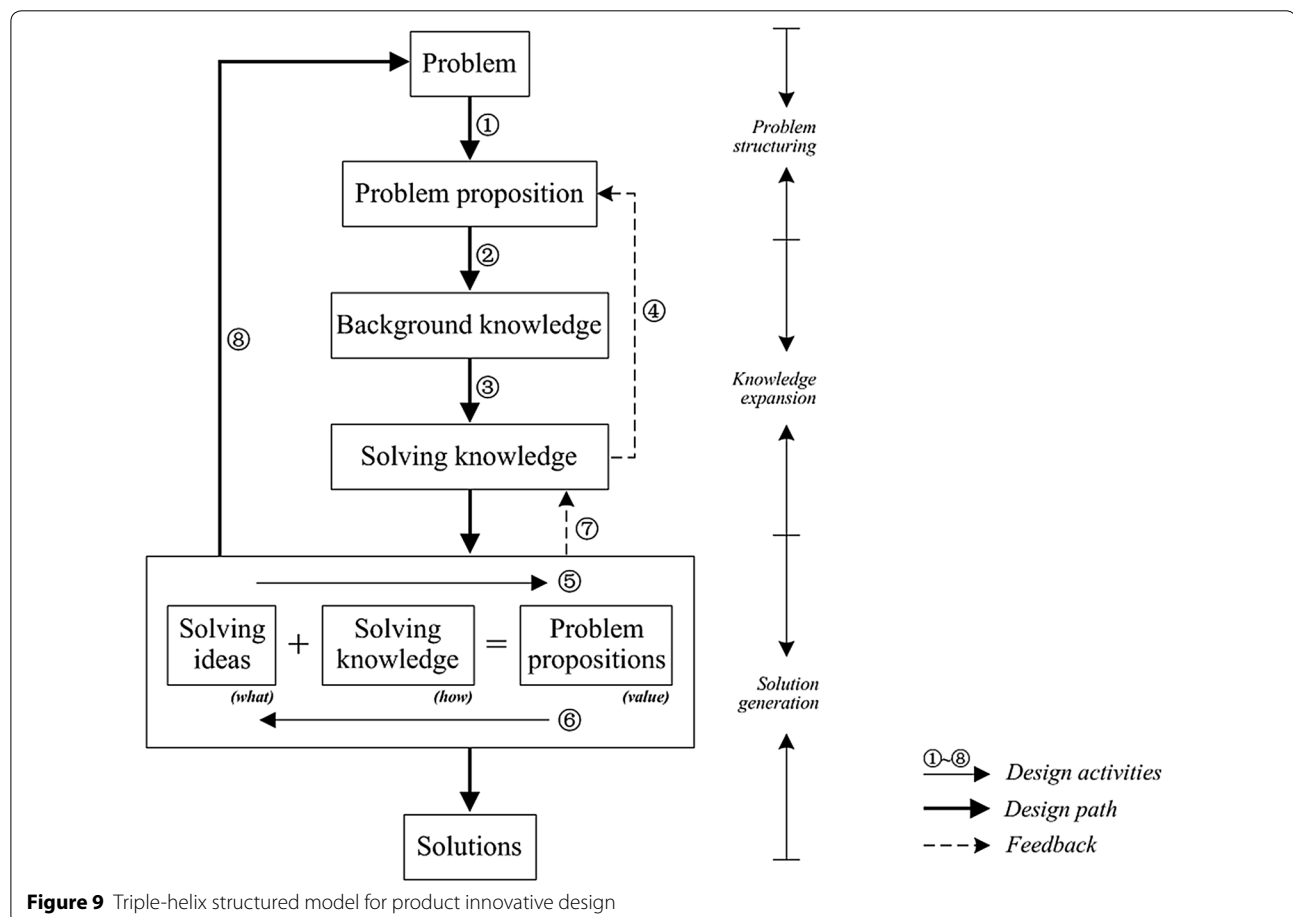 Problem
①
Problem
structuring
Problem proposition
②
Background knowledge
④
⑧
③
Knowledge
expansion
Solving knowledge
⑦
⑤
Solving
ideas
(what)
+
Solving
knowledge
(how)
=
Problem
propositions
(value)
⑥
Solution
generation
Solutions
①~⑧
Design activities
Design path
Feedback
Figure 9 Triple-helix structured model for product innovative design